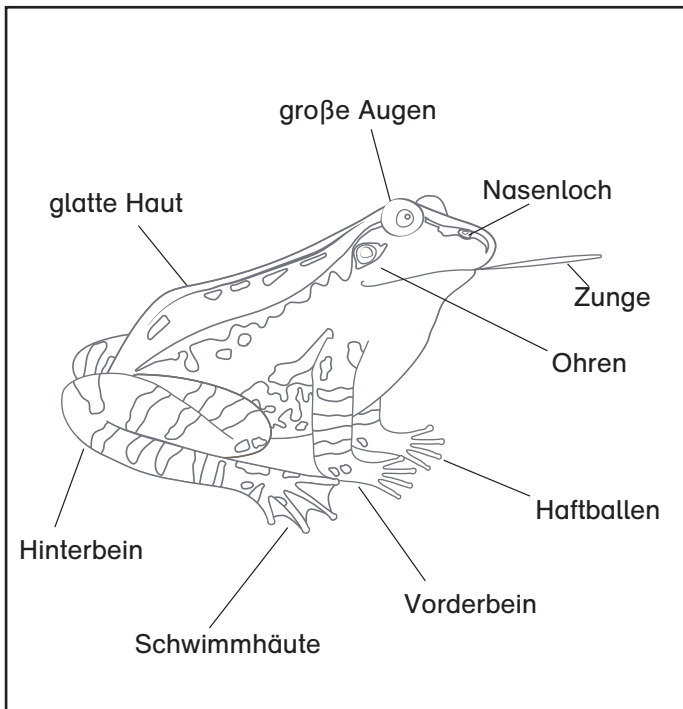 große Augen
Nasenloch
glatte Haut
Zunge
Ohren
Haftballen
Hinterbein
Vorderbein
Schwimmhäute